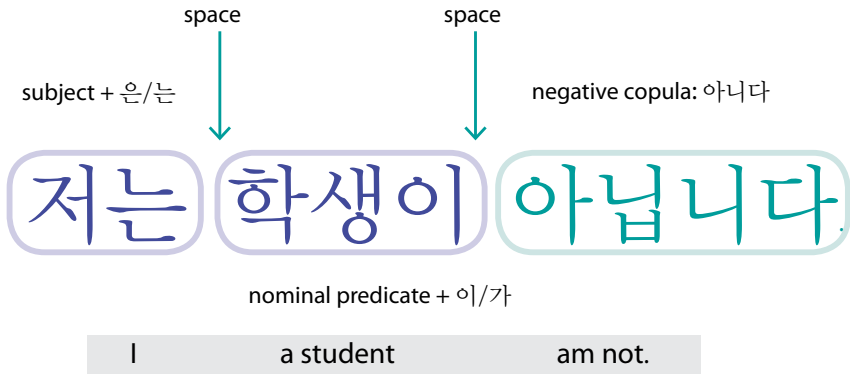 space space
subject + 은/는 negative copula: 아니다
저는 학생이 아닙니다.
nominal predicate + 이/가
I a student am not.